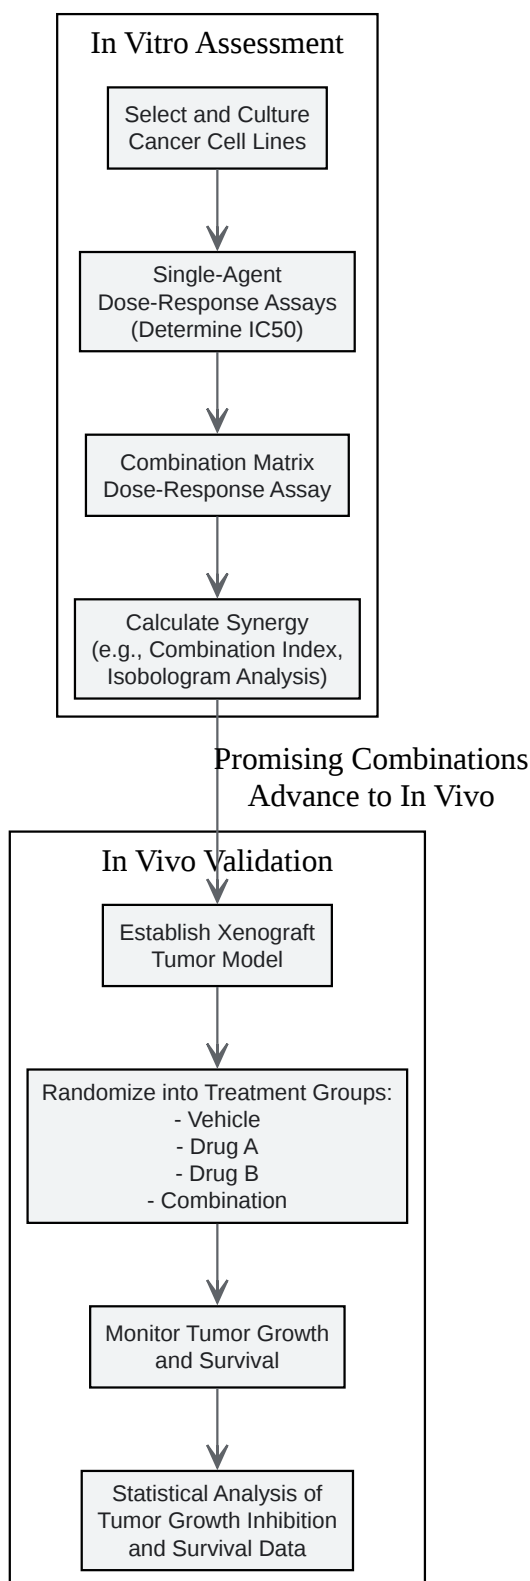 In Vitro Assessment
Select and Culture
Cancer Cell Lines
Single-Agent
Dose-Response Assays
(Determine IC50)
Combination Matrix
Dose-Response Assay
Calculate Synergy
(e.g., Combination Index,
Isobologram Analysis)
Promising Combinations
Advance to In Vivo
In Vivo Validation
Establish Xenograft
Tumor Model
Randomize into Treatment Groups:
- Vehicle
- Drug A
- Drug B
- Combination
Monitor Tumor Growth
and Survival
Statistical Analysis of
Tumor Growth Inhibition
and Survival Data